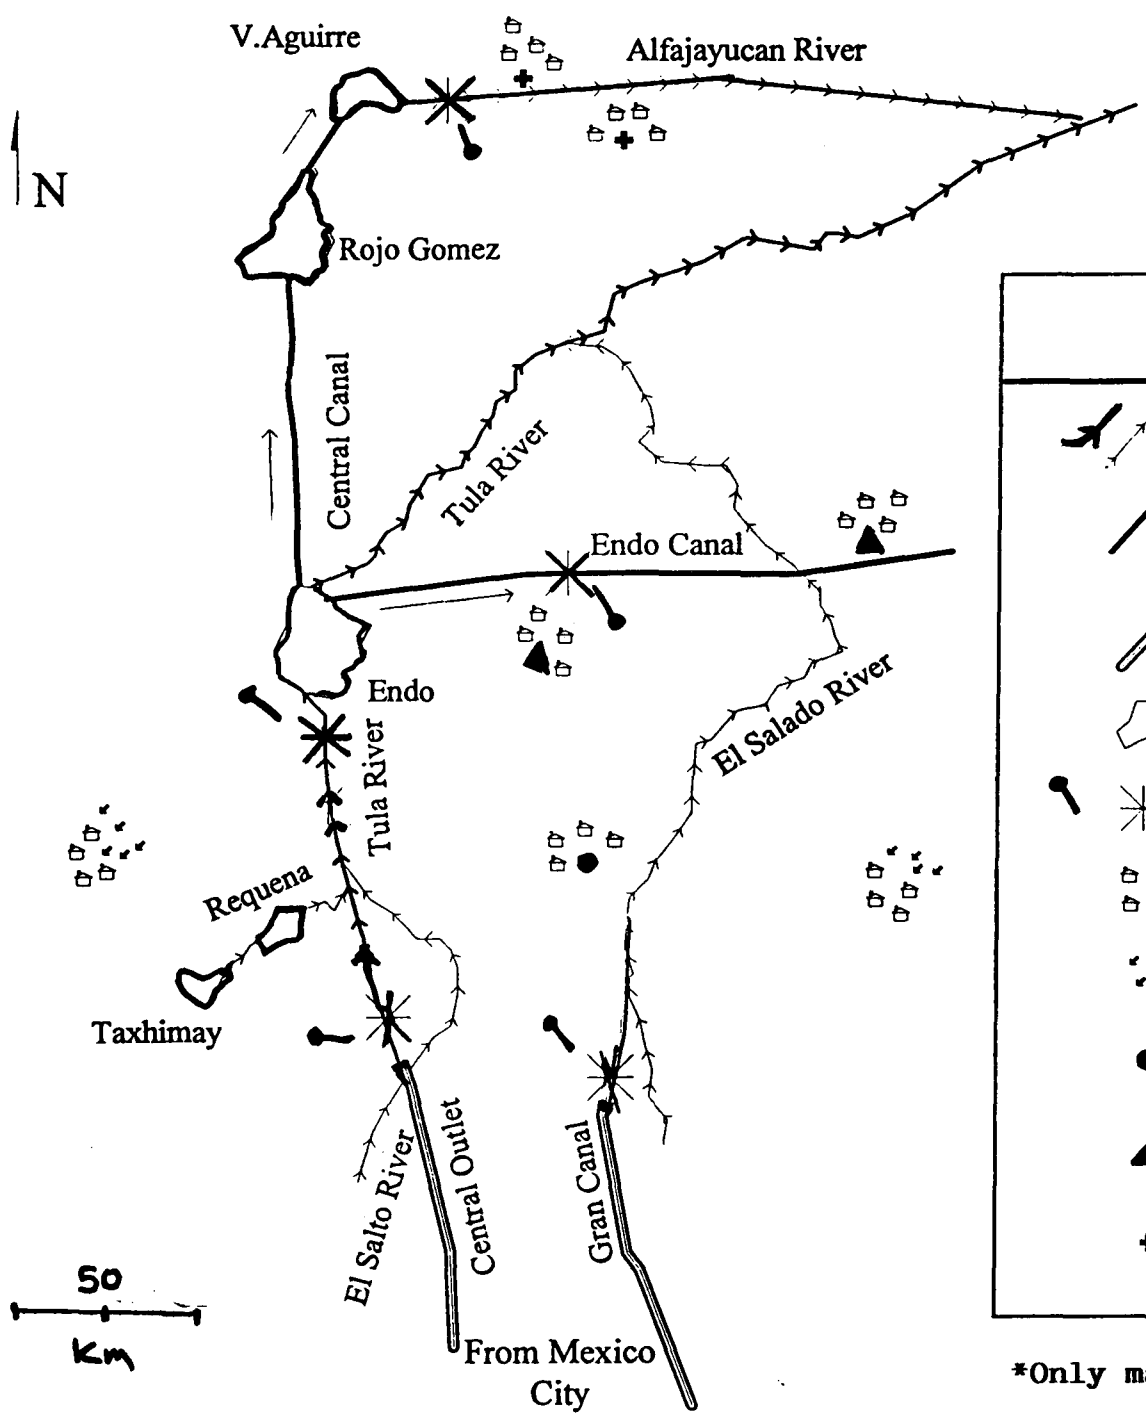 V.Aguirre
Alfajayucan River
N
Rojo Gomez
Central Canal
Tula River
Endo Canal
Endo
Tula River
El Salado River
Requena
Taxhimay
El Salto River
Central Outlet
Gran Canal
50
Km
From Mexico
City
*Only